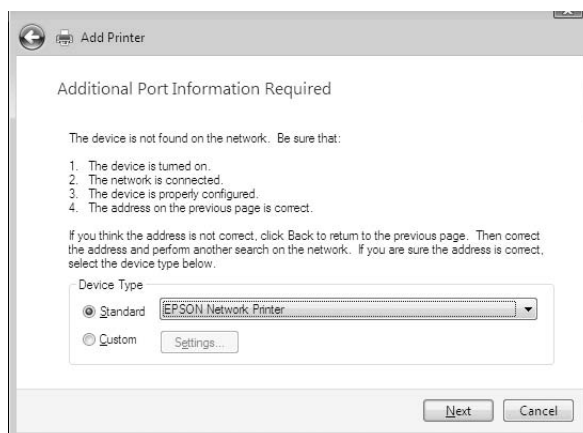 Add Printer
Additional Port Information Required
The device is not found on the network. Be sure that:
1. The device is turned on.
2. The network is connected.
3. The device is properly configured.
4. The address on the previous page is correct.
If you think the address is not correct, click Back to return to the previous page. Then correct
the address and perform another search on the network. If you are sure the address is correct,
select the device type below.
Device Type
Standard EPSON Network Printer
Custom Settings...
Next Cancel